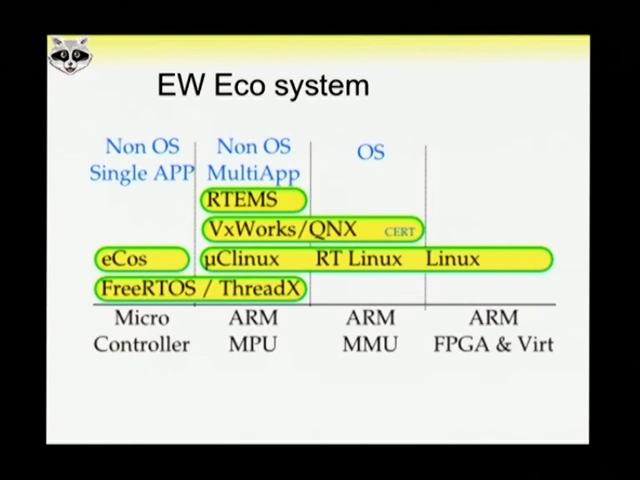 EW Eco system
Non OS Single APP
Non OS MultiApp
OS
RTEMS
VxWorks/QNX CERT
eCos
µClinux RT Linux Linux
FreeRTOS / ThreadX
Micro Controller
ARM MPU
ARM MMU
ARM FPGA & Virt